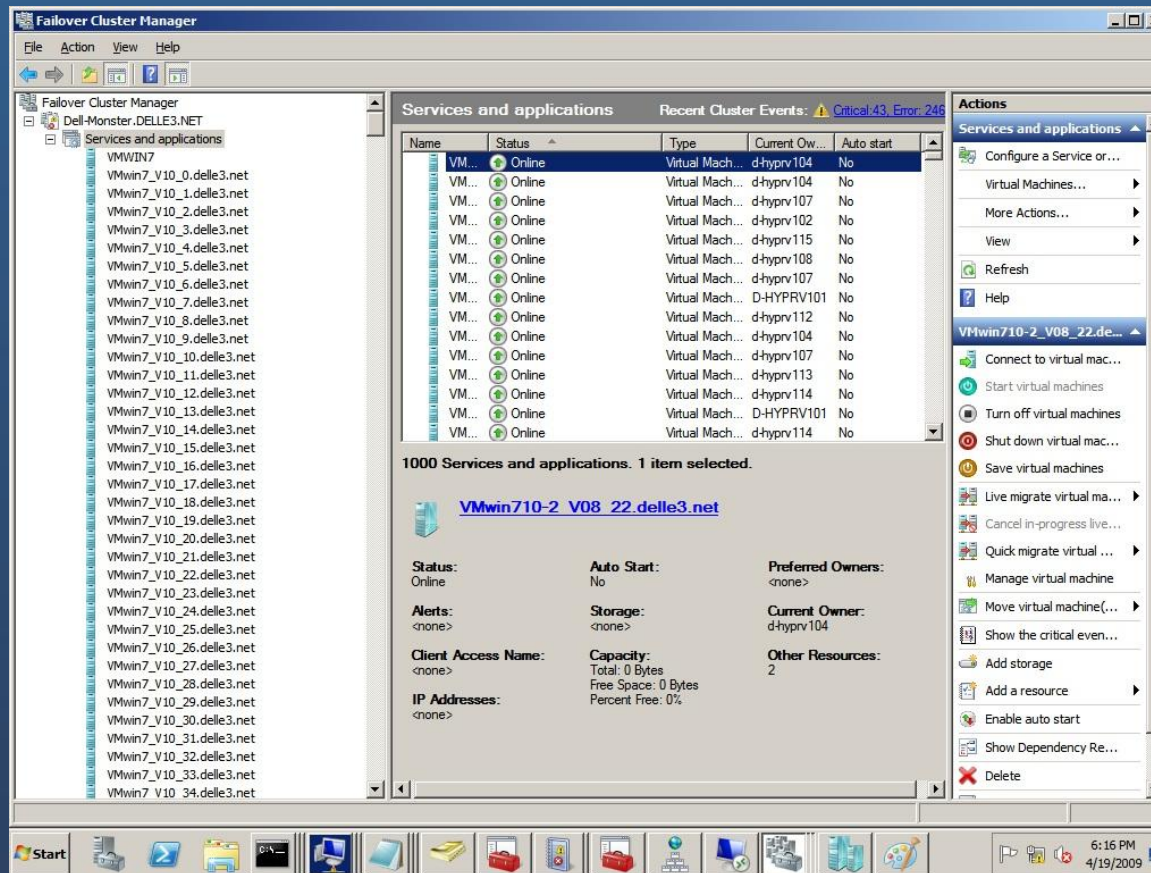 Failover Cluster Manager
File Action View Help
Failover Cluster Manager
Dell-Monster.DELLE3.NET
Services and applications
VMWIN7
VMwin7_V10_0.delle3.net
VMwin7_V10_1.delle3.net
VMwin7_V10_2.delle3.net
VMwin7_V10_3.delle3.net
VMwin7_V10_4.delle3.net
VMwin7_V10_5.delle3.net
VMwin7_V10_6.delle3.net
VMwin7_V10_7.delle3.net
VMwin7_V10_8.delle3.net
VMwin7_V10_9.delle3.net
VMwin7_V10_10.delle3.net
VMwin7_V10_11.delle3.net
VMwin7_V10_12.delle3.net
VMwin7_V10_13.delle3.net
VMwin7_V10_14.delle3.net
VMwin7_V10_15.delle3.net
VMwin7_V10_16.delle3.net
VMwin7_V10_17.delle3.net
VMwin7_V10_18.delle3.net
VMwin7_V10_19.delle3.net
VMwin7_V10_20.delle3.net
VMwin7_V10_21.delle3.net
VMwin7_V10_22.delle3.net
VMwin7_V10_23.delle3.net
VMwin7_V10_24.delle3.net
VMwin7_V10_25.delle3.net
VMwin7_V10_26.delle3.net
VMwin7_V10_27.delle3.net
VMwin7_V10_28.delle3.net
VMwin7_V10_29.delle3.net
VMwin7_V10_30.delle3.net
VMwin7_V10_31.delle3.net
VMwin7_V10_32.delle3.net
VMwin7_V10_33.delle3.net
VMwin7_V10_34.delle3.net
Services and applications Recent Cluster Events: Critical:43, Error: 246
Name Status Type Current Ow... Auto start
VM... Online Virtual Mach... d-hyprv104 No
VM... Online Virtual Mach... d-hyprv104 No
VM... Online Virtual Mach... d-hyprv107 No
VM... Online Virtual Mach... d-hyprv102 No
VM... Online Virtual Mach... d-hyprv115 No
VM... Online Virtual Mach... d-hyprv108 No
VM... Online Virtual Mach... d-hyprv107 No
VM... Online Virtual Mach... D-HYPRV101 No
VM... Online Virtual Mach... d-hyprv112 No
VM... Online Virtual Mach... d-hyprv104 No
VM... Online Virtual Mach... d-hyprv107 No
VM... Online Virtual Mach... d-hyprv113 No
VM... Online Virtual Mach... d-hyprv114 No
VM... Online Virtual Mach... D-HYPRV101 No
VM... Online Virtual Mach... d-hyprv114 No
1000 Services and applications. 1 item selected.
VMwin710-2_V08_22.delle3.net
Status: Auto Start: Preferred Owners:
Online No <none>
Alerts: Storage: Current Owner:
<none> <none> d-hyprv104
Client Access Name: Capacity: Other Resources:
<none> Total: 0 Bytes 2
Free Space: 0 Bytes
IP Addresses: Percent Free: 0%
<none>
Actions
Services and applications
Configure a Service or...
Virtual Machines...
More Actions...
View
Refresh
Help
VMwin710-2_V08_22.de...
Connect to virtual mac...
Start virtual machines
Turn off virtual machines
Shut down virtual mac...
Save virtual machines
Live migrate virtual ma...
Cancel in-progress live...
Quick migrate virtual ...
Manage virtual machine
Move virtual machine(...
Show the critical even...
Add storage
Add a resource
Enable auto start
Show Dependency Re...
Delete
Start
6:16 PM
4/19/2009